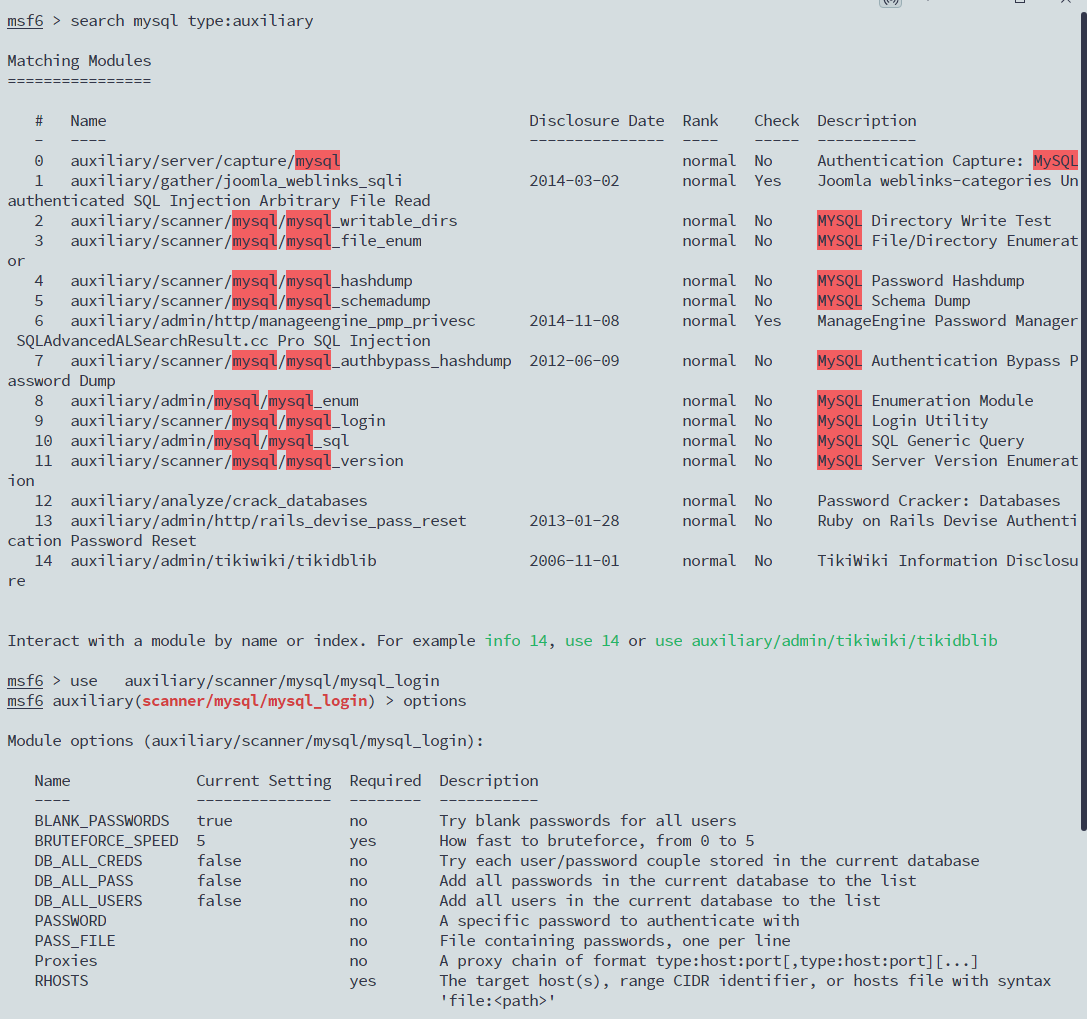 msf6 > search mysql type:auxiliary
Matching Modules
================
#   Name                                               Disclosure Date  Rank    Check  Description
-   ----                                               ---------------  ----    -----  -----------
0   auxiliary/server/capture/mysql                                      normal  No     Authentication Capture: MySQL
1   auxiliary/gather/joomla_weblinks_sqli              2014-03-02       normal  Yes    Joomla weblinks-categories Un
authenticated SQL Injection Arbitrary File Read
2   auxiliary/scanner/mysql/mysql_writable_dirs                         normal  No     MYSQL Directory Write Test
3   auxiliary/scanner/mysql/mysql_file_enum                             normal  No     MYSQL File/Directory Enumerat
or
4   auxiliary/scanner/mysql/mysql_hashdump                              normal  No     MYSQL Password Hashdump
5   auxiliary/scanner/mysql/mysql_schemadump                            normal  No     MYSQL Schema Dump
6   auxiliary/admin/http/manageengine_pmp_privesc      2014-11-08       normal  Yes    ManageEngine Password Manager
SQLAdvancedALSearchResult.cc Pro SQL Injection
7   auxiliary/scanner/mysql/mysql_authbypass_hashdump  2012-06-09       normal  No     MySQL Authentication Bypass P
assword Dump
8   auxiliary/admin/mysql/mysql_enum                                    normal  No     MySQL Enumeration Module
9   auxiliary/scanner/mysql/mysql_login                                 normal  No     MySQL Login Utility
10  auxiliary/admin/mysql/mysql_sql                                     normal  No     MySQL SQL Generic Query
11  auxiliary/scanner/mysql/mysql_version                               normal  No     MySQL Server Version Enumerat
ion
12  auxiliary/analyze/crack_databases                                   normal  No     Password Cracker: Databases
13  auxiliary/admin/http/rails_devise_pass_reset       2013-01-28       normal  No     Ruby on Rails Devise Authenti
cation Password Reset
14  auxiliary/admin/tikiwiki/tikidblib                 2006-11-01       normal  No     TikiWiki Information Disclosu
re
Interact with a module by name or index. For example info 14, use 14 or use auxiliary/admin/tikiwiki/tikidblib
msf6 > use   auxiliary/scanner/mysql/mysql_login
msf6 auxiliary(scanner/mysql/mysql_login) > options
Module options (auxiliary/scanner/mysql/mysql_login):
Name              Current Setting  Required  Description
----              ---------------  --------  -----------
BLANK_PASSWORDS   true             no        Try blank passwords for all users
BRUTEFORCE_SPEED  5                yes       How fast to bruteforce, from 0 to 5
DB_ALL_CREDS      false            no        Try each user/password couple stored in the current database
DB_ALL_PASS       false            no        Add all passwords in the current database to the list
DB_ALL_USERS      false            no        Add all users in the current database to the list
PASSWORD                           no        A specific password to authenticate with
PASS_FILE                          no        File containing passwords, one per line
Proxies                            no        A proxy chain of format type:host:port[,type:host:port][...]
RHOSTS                             yes       The target host(s), range CIDR identifier, or hosts file with syntax
'file:<path>'